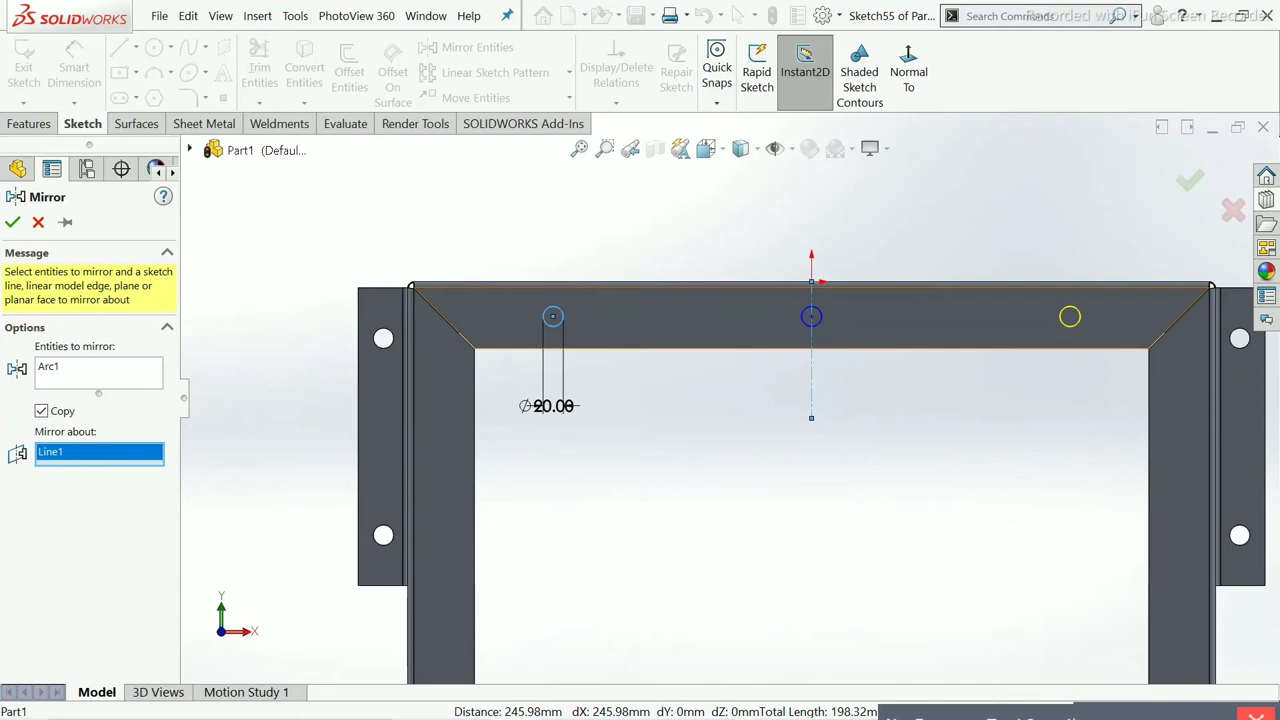 SOLIDWORKS
File
Edit
View
Insert
Tools
PhotoView 360
Window
Help
Sketch55 of Par...
Search Commands
Exit Sketch
Smart Dimension
Trim Entities
Convert Entities
Offset Entities
Offset On Surface
Mirror Entities
Linear Sketch Pattern
Move Entities
Display/Delete Relations
Repair Sketch
Quick Snaps
Rapid Sketch
Instant2D
Shaded Sketch Contours
Normal To
Features
Sketch
Surfaces
Sheet Metal
Weldments
Evaluate
Render Tools
SOLIDWORKS Add-Ins
Part1 (Defaul...
Mirror
Message
Select entities to mirror and a sketch
line, linear model edge, plane or
planar face to mirror about
Options
Entities to mirror:
Arc1
Copy
Mirror about:
Line1
Y
X
Model
3D Views
Motion Study 1
Part1
Distance: 245.98mm dX: 245.98mm dY: 0mm dZ: 0mmTotal Length: 198.32m